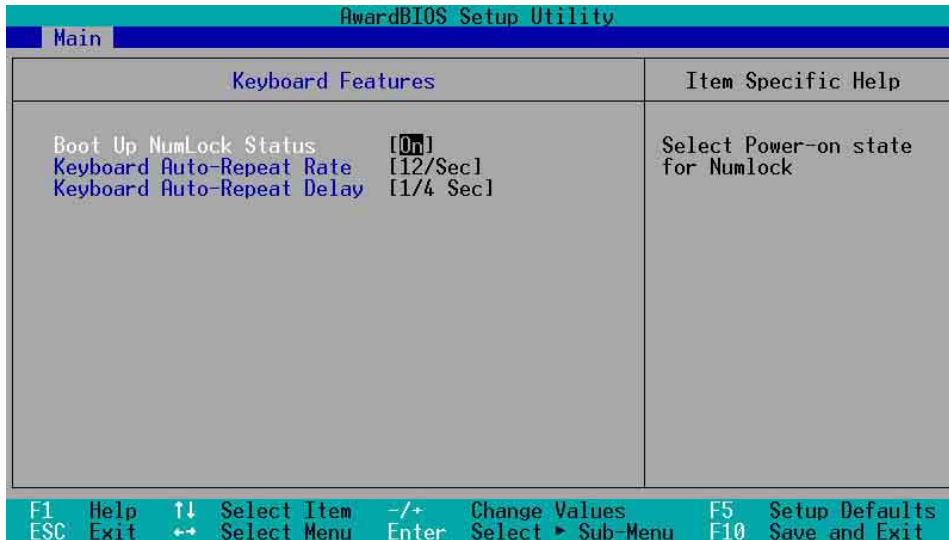 AwardBIOS Setup Utility
Main
Keyboard Features
Boot Up NumLock Status [On]
Keyboard Auto-Repeat Rate [12/Sec]
Keyboard Auto-Repeat Delay [1/4 Sec]
Item Specific Help
Select Power-on state
for Numlock
F1 Help ↑↓ Select Item -/+ Change Values F5 Setup Defaults
ESC Exit ←→ Select Menu Enter Select ► Sub-Menu F10 Save and Exit